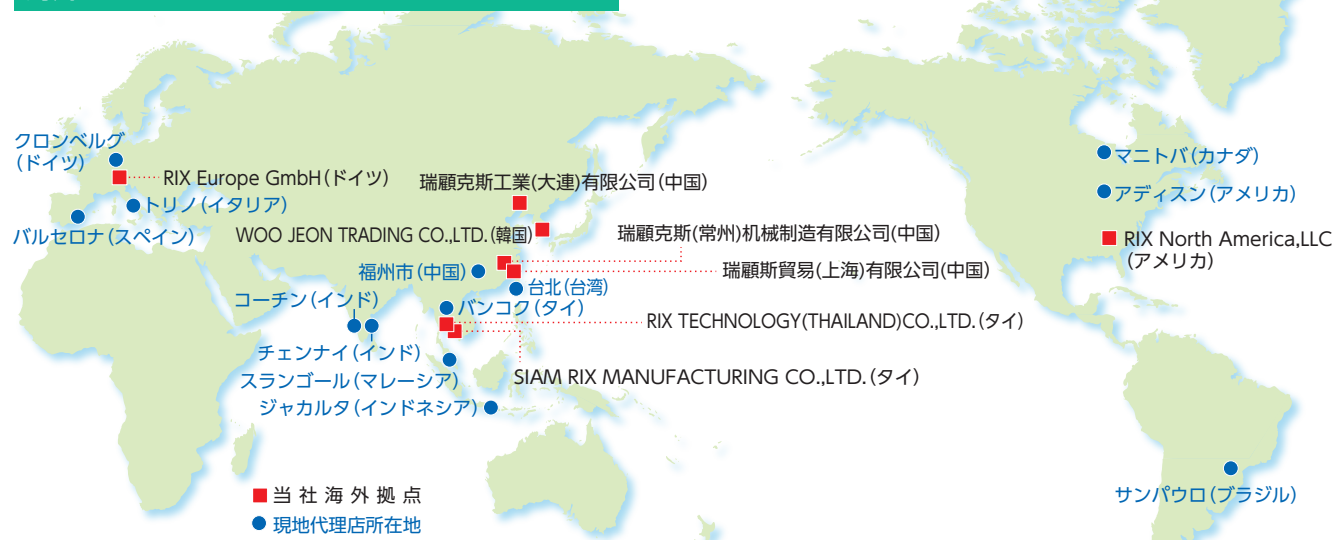 クロンベルグ
(ドイツ)
RIX Europe GmbH(ドイツ)
トリノ(イタリア)
バルセロナ(スペイン)
瑞顧克斯工業(大連)有限公司(中国)
WOO JEON TRADING CO.,LTD.(韓国)
瑞顧克斯(常州)机械制造有限公司(中国)
福州市(中国)
瑞顧斯貿易(上海)有限公司(中国)
台北(台湾)
コーチン(インド)
バンコク(タイ)
RIX TECHNOLOGY(THAILAND)CO.,LTD.(タイ)
チェンナイ(インド)
スランゴール(マレーシア)
SIAM RIX MANUFACTURING CO.,LTD.(タイ)
ジャカルタ(インドネシア)
マニトバ(カナダ)
アディスン(アメリカ)
RIX North America,LLC
(アメリカ)
サンパウロ(ブラジル)
当社海外拠点
現地代理店所在地